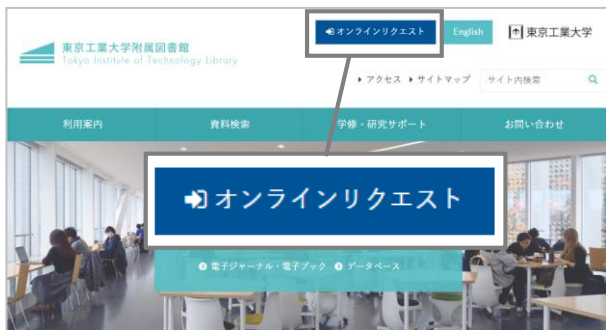 オンラインリクエスト
English
東京工業大学
東京工業大学附属図書館
Tokyo Institute of Technology Library
アクセス サイトマップ
サイト内検索
利用案内 資料検索 学修・研究サポート お問い合わせ
オンラインリクエスト
電子ジャーナル・電子ブック データベース